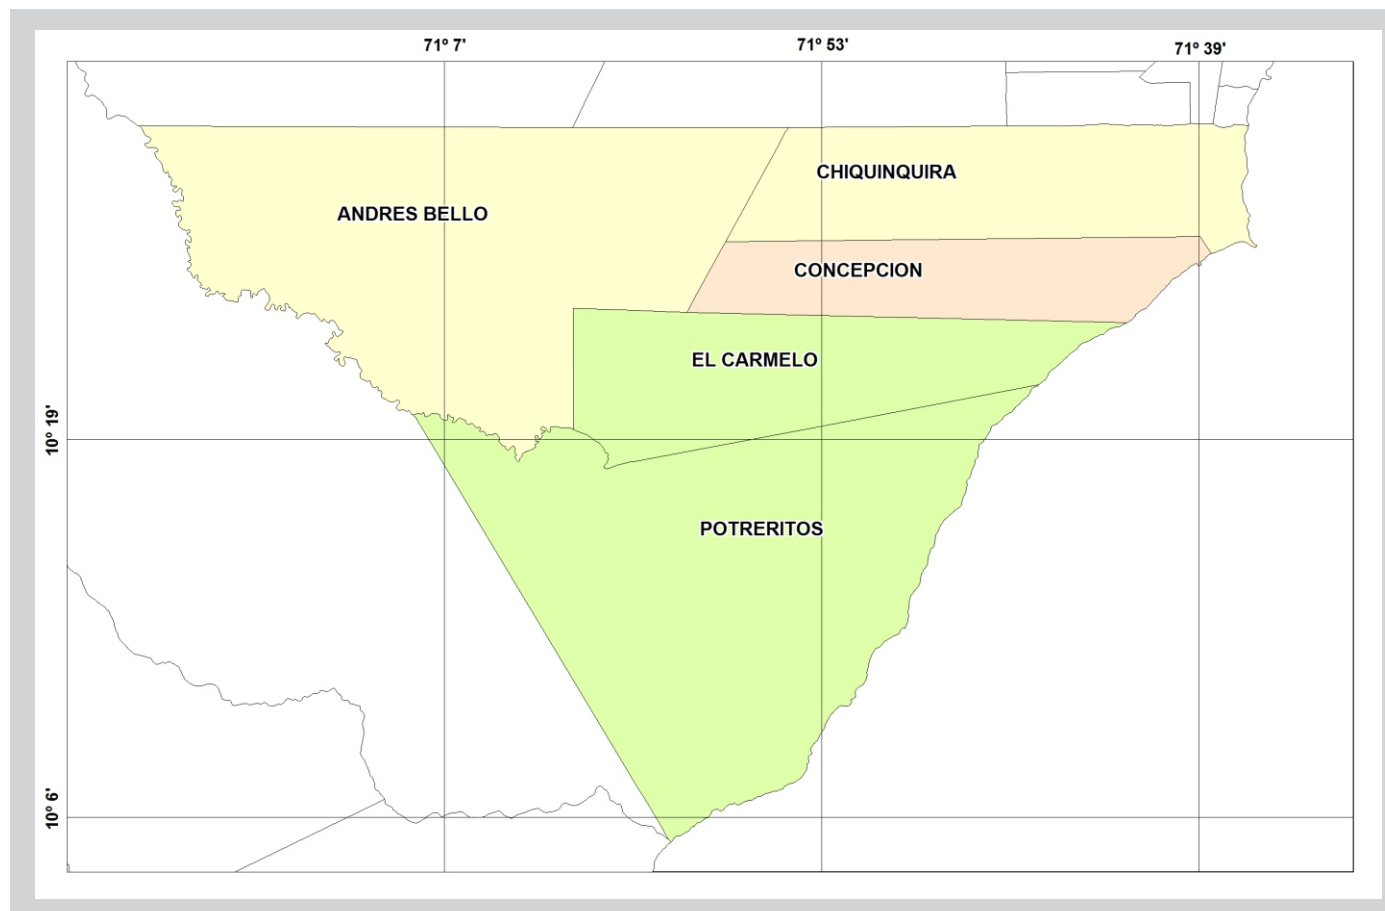 71º 7'
71º 53'
71º 39'
CHIQUINQUIRA
ANDRES BELLO
CONCEPCION
EL CARMELO
10º 19'
POTRERITOS
10º 6'